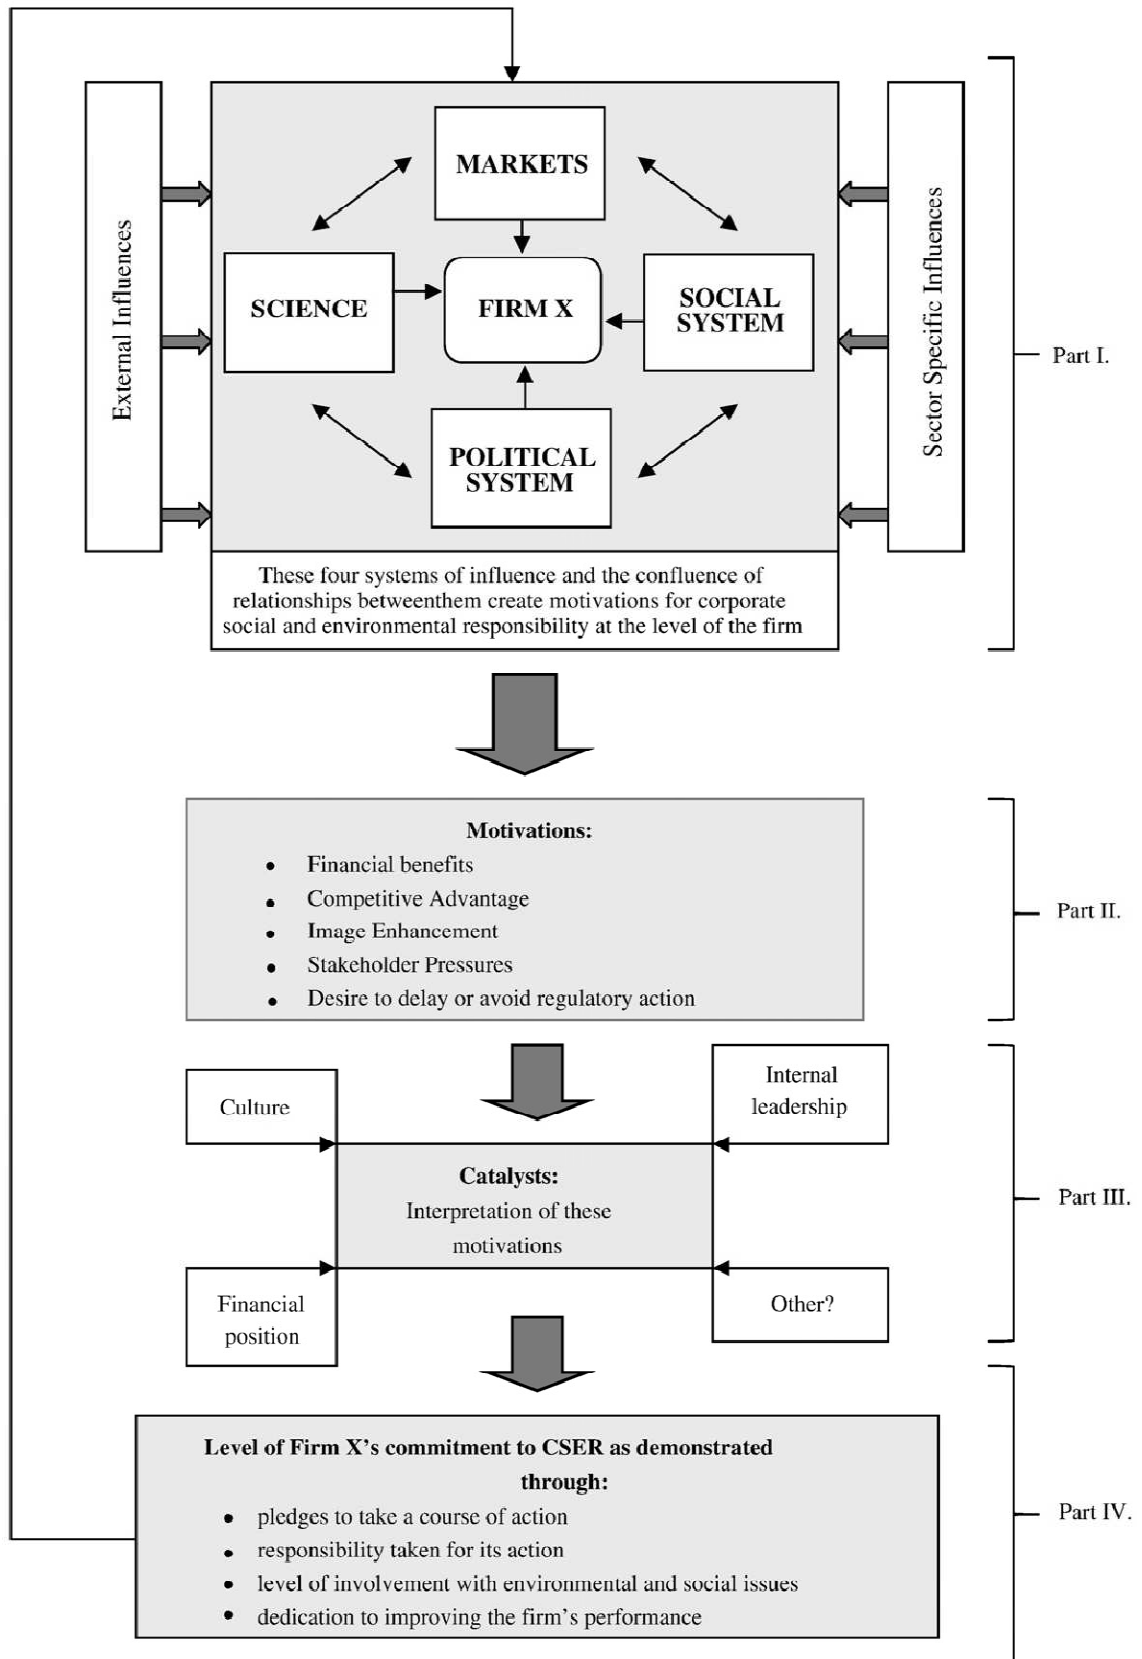 MARKETS
External Influences
SCIENCE
FIRM X
SOCIAL
SYSTEM
Sector Specific Influences
Part I.
POLITICAL
SYSTEM
These four systems of influence and the confluence of
relationships betweenthem create motivations for corporate
social and environmental responsibility at the level of the firm
Motivations:
• Financial benefits
• Competitive Advantage
• Image Enhancement
• Stakeholder Pressures
• Desire to delay or avoid regulatory action
Part II.
Culture
Internal
leadership
Catalysts:
Interpretation of these
motivations
Part III.
Financial
position
Other?
Level of Firm X's commitment to CSER as demonstrated
through:
• pledges to take a course of action
• responsibility taken for its action
• level of involvement with environmental and social issues
• dedication to improving the firm's performance
Part IV.